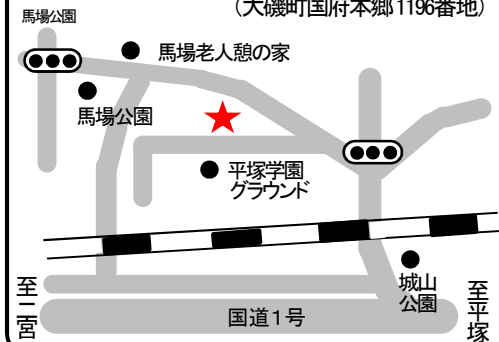 (大磯町国府本郷1196番地)
馬場公園
馬場老人憩の家
馬場公園
平塚学園
グラウンド
城山
公園
至二宮
国道1号
至平塚